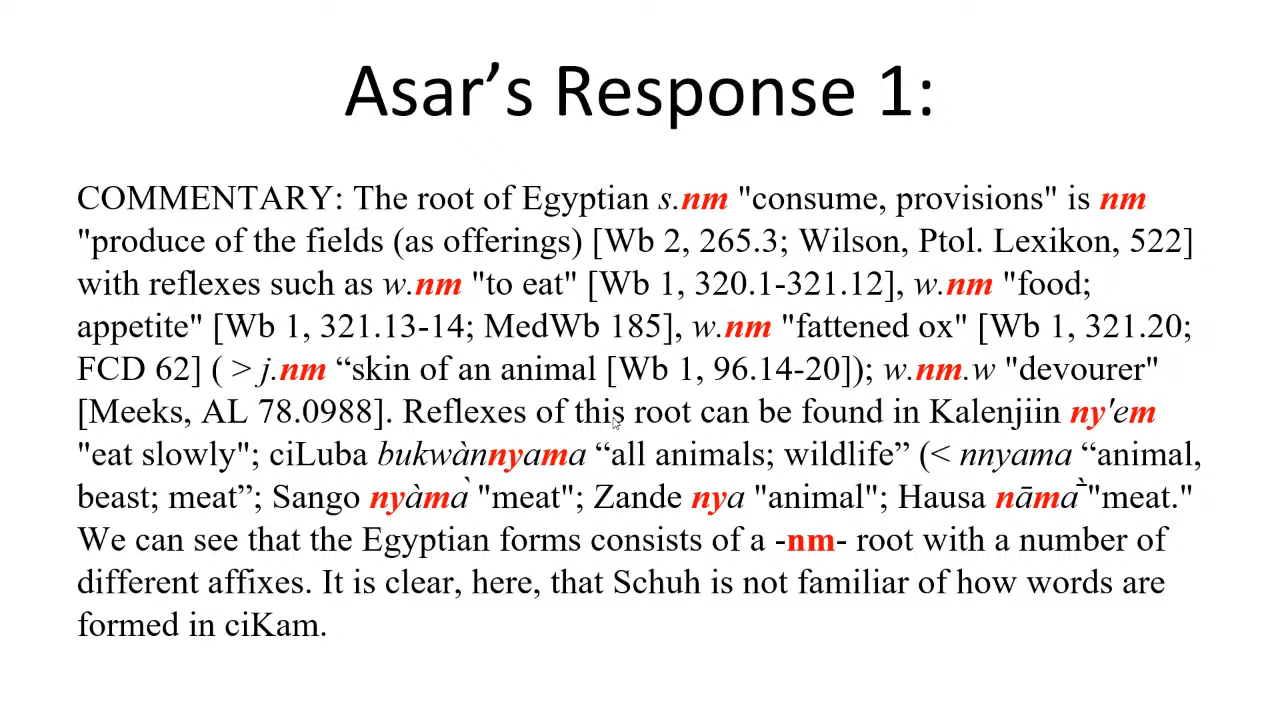 Asar’s Response 1:
COMMENTARY: The root of Egyptian s.nm "consume, provisions" is nm
"produce of the fields (as offerings) [Wb 2, 265.3; Wilson, Ptol. Lexikon, 522]
with reflexes such as w.nm "to eat" [Wb 1, 320.1-321.12], w.nm "food;
appetite" [Wb 1, 321.13-14; MedWb 185], w.nm "fattened ox" [Wb 1, 321.20;
FCD 62] ( > j.nm “skin of an animal [Wb 1, 96.14-20]); w.nm.w "devourer"
[Meeks, AL 78.0988]. Reflexes of this root can be found in Kalenjiin ny'em
"eat slowly"; ciLuba bukwànnyama “all animals; wildlife” (< nnyama “animal,
beast; meat”; Sango nyàmà "meat"; Zande nya "animal"; Hausa nāmā̀ "meat."
We can see that the Egyptian forms consists of a -nm- root with a number of
different affixes. It is clear, here, that Schuh is not familiar of how words are
formed in ciKam.